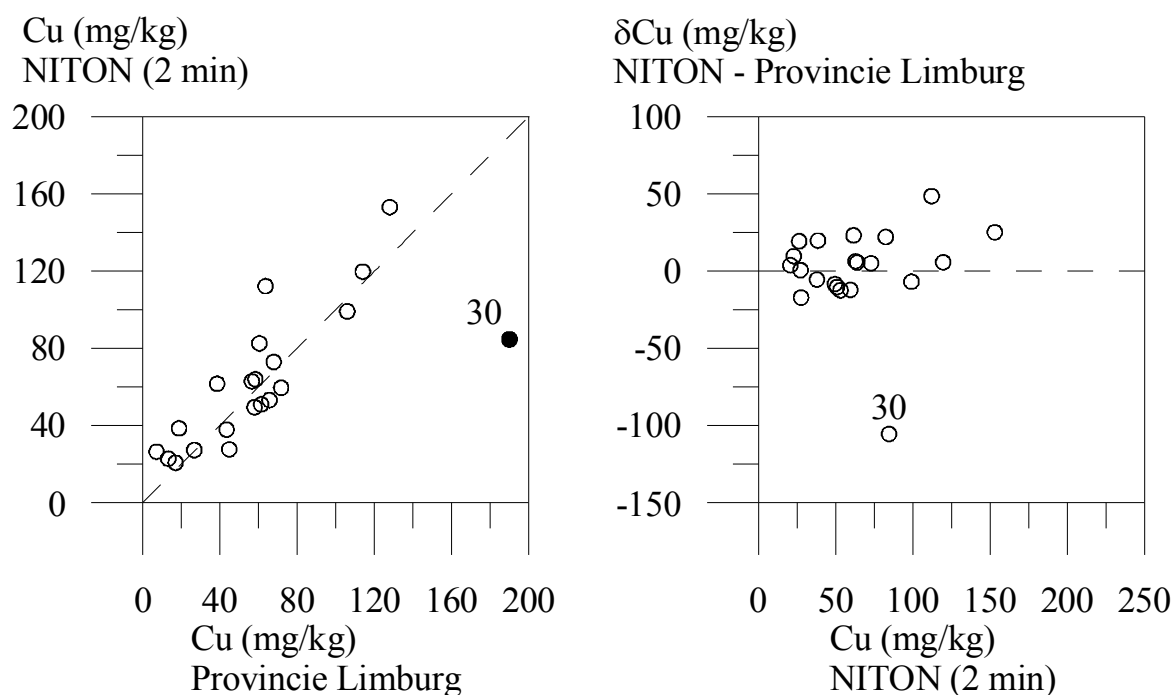 Cu (mg/kg)
NITON (2 min)
200
160
120
80
40
0
30
0 40 80 120 160 200
Cu (mg/kg)
Provincie Limburg
δCu (mg/kg)
NITON - Provincie Limburg
100
50
0
-50
-100
-150
30
0 50 100 150 200 250
Cu (mg/kg)
NITON (2 min)